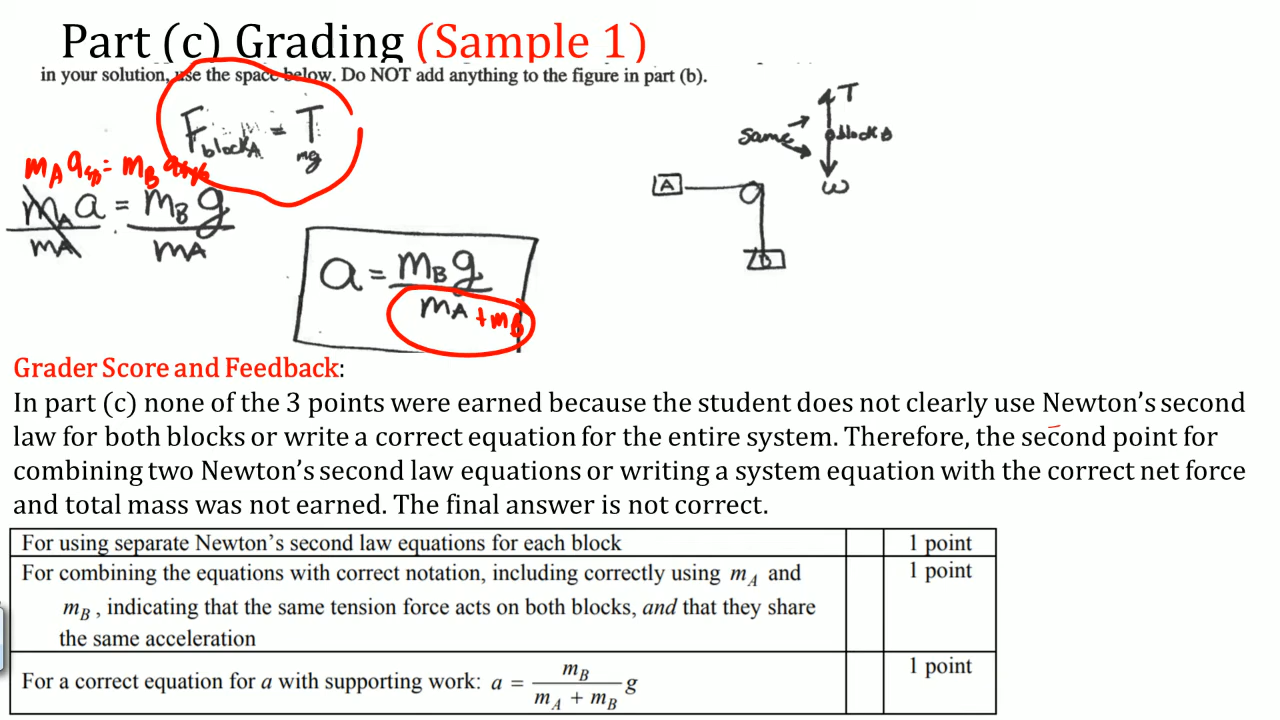 Part (c) Grading (Sample 1)
in your solution, use the space below. Do NOT add anything to the figure in part (b).
F block A = T
mg
m_A a_sys = m_B a_sys
m_A a = m_B g
mA mA
a = m_B g
m_A + m_B
T
same
block B
w
A
B
Grader Score and Feedback:
In part (c) none of the 3 points were earned because the student does not clearly use Newton's second
law for both blocks or write a correct equation for the entire system. Therefore, the second point for
combining two Newton's second law equations or writing a system equation with the correct net force
and total mass was not earned. The final answer is not correct.
For using separate Newton's second law equations for each block 1 point
For combining the equations with correct notation, including correctly using m_A and 1 point
m_B, indicating that the same tension force acts on both blocks, and that they share
the same acceleration
For a correct equation for a with supporting work: a = m_B / (m_A + m_B) g 1 point